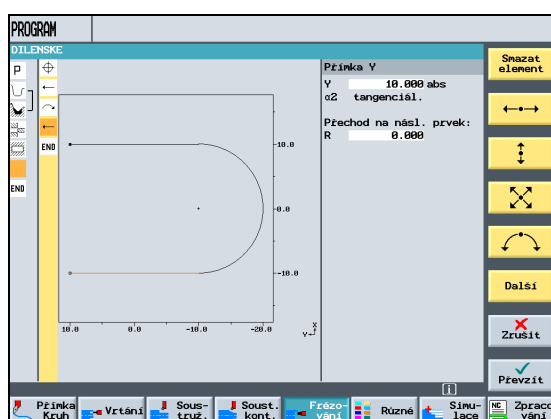 PROGRAM
DILENSKE
Smazat
element
P
END
END
Přímka Y
Y 10.000 abs
α2 tangenciál.
Přechod na násl. prvek:
R 0.000
10.0
0.0
-10.0
10.0 0.0 -10.0 -20.0
X
Y
Další
Zrušit
Převzít
i
Přímka
Kruh
Vrtání
Sous-
truž.
Soust.
kont.
Frézo-
vání
Různé
Simu-
lace
NC
Zpraco
vání